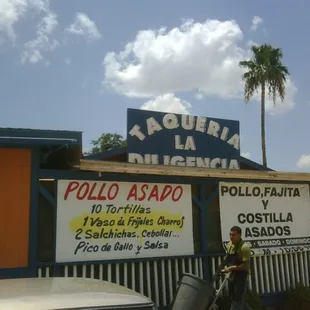 TAQUERIA
LA
DILIGENCIA
POLLO ASADO
10 Tortillas
1 Vaso de Frijoles Charros
2 Salchichas, Cebollas
Pico de Gallo y Salsa
POLLO, FAJITA
Y
COSTILLA
ASADOS
SABADO - DOMINGO